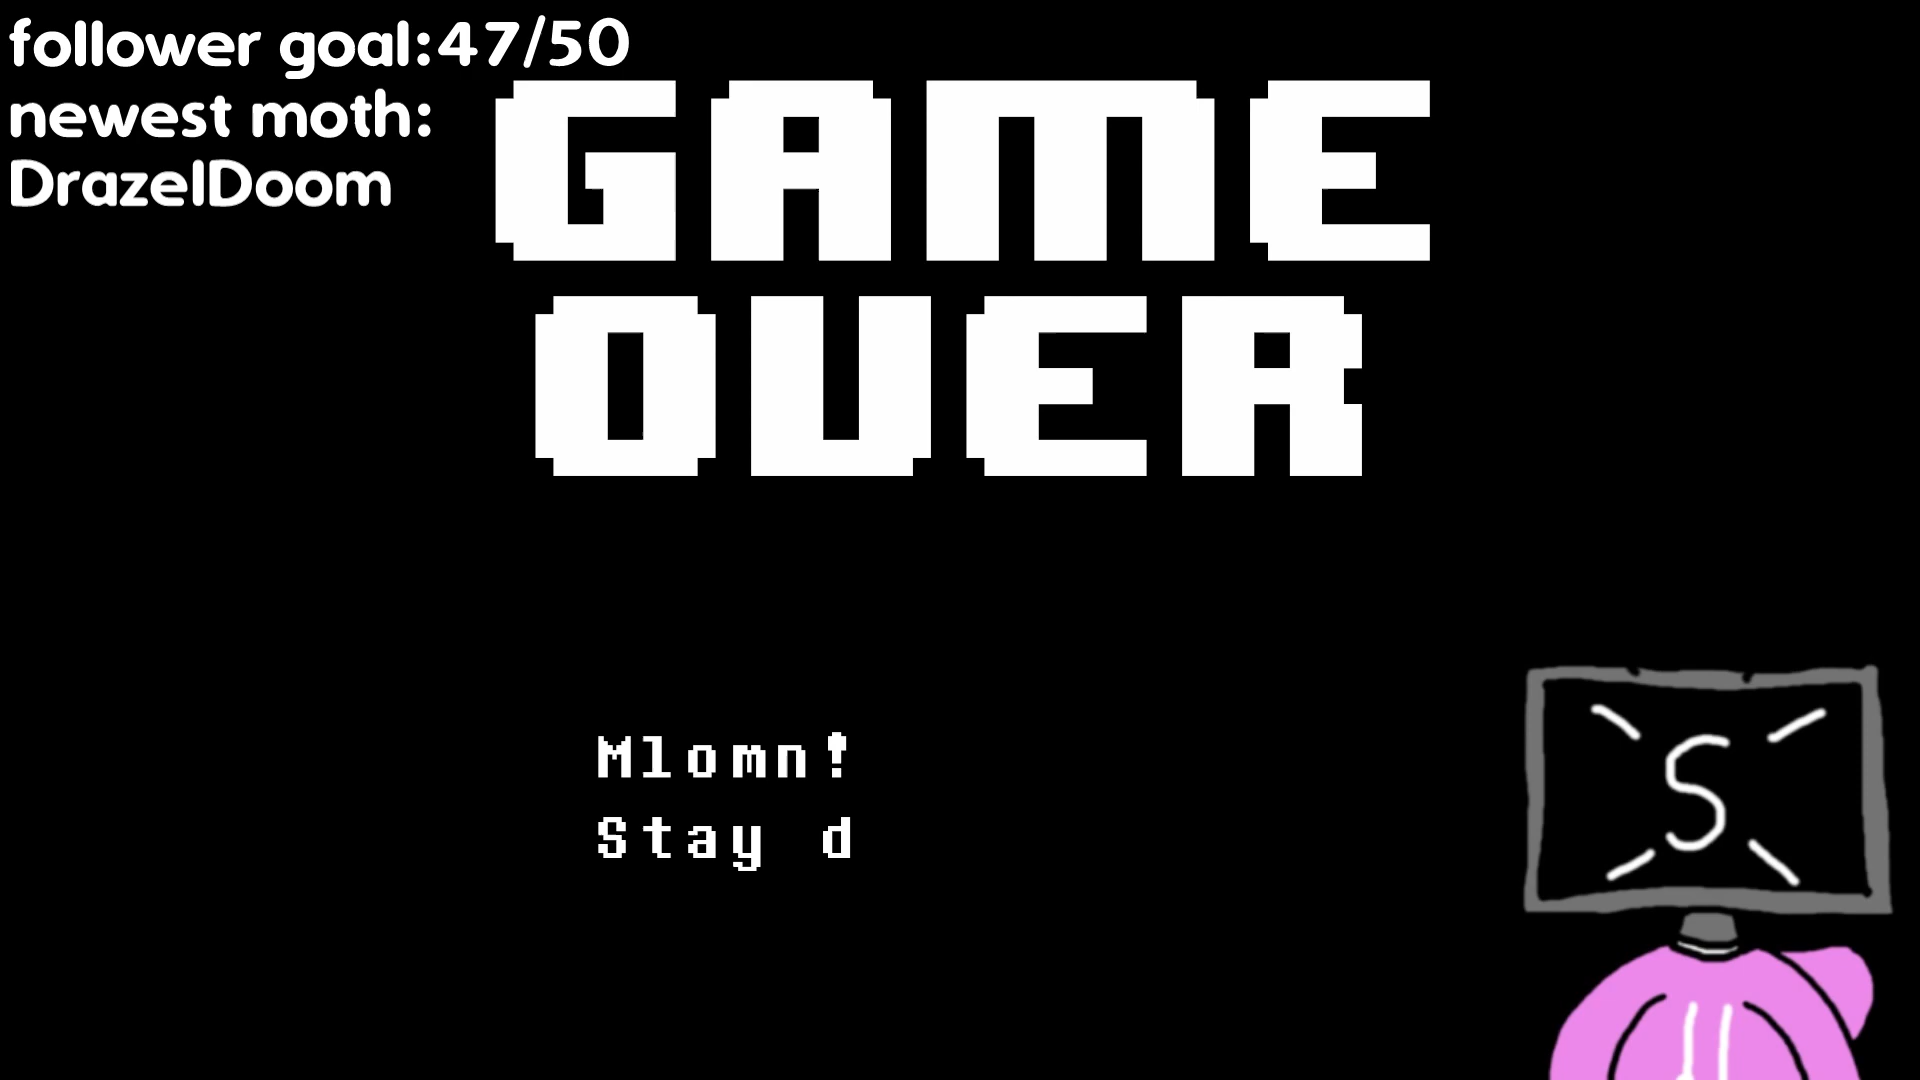 follower goal:47/50
newest moth:
DrazelDoom
GAME
OVER
Mlomn!
Stay d
S